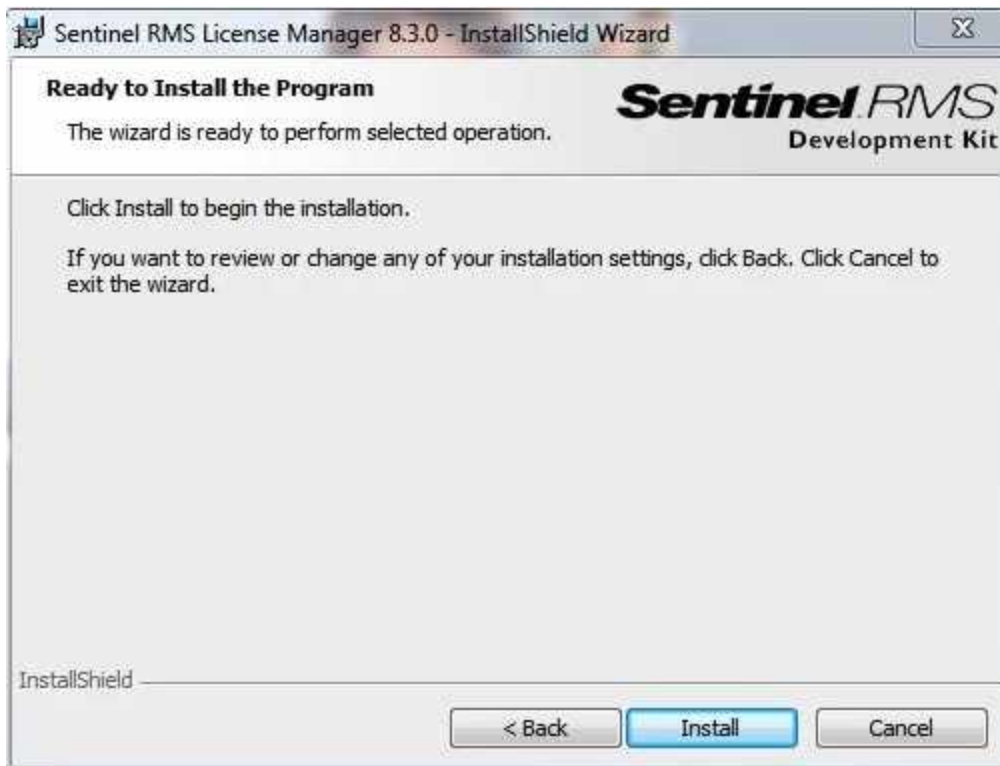 Sentinel RMS License Manager 8.3.0 - InstallShield Wizard
Ready to Install the Program
The wizard is ready to perform selected operation.
Sentinel RMS
Development Kit
Click Install to begin the installation.
If you want to review or change any of your installation settings, click Back. Click Cancel to
exit the wizard.
InstallShield
< Back
Install
Cancel